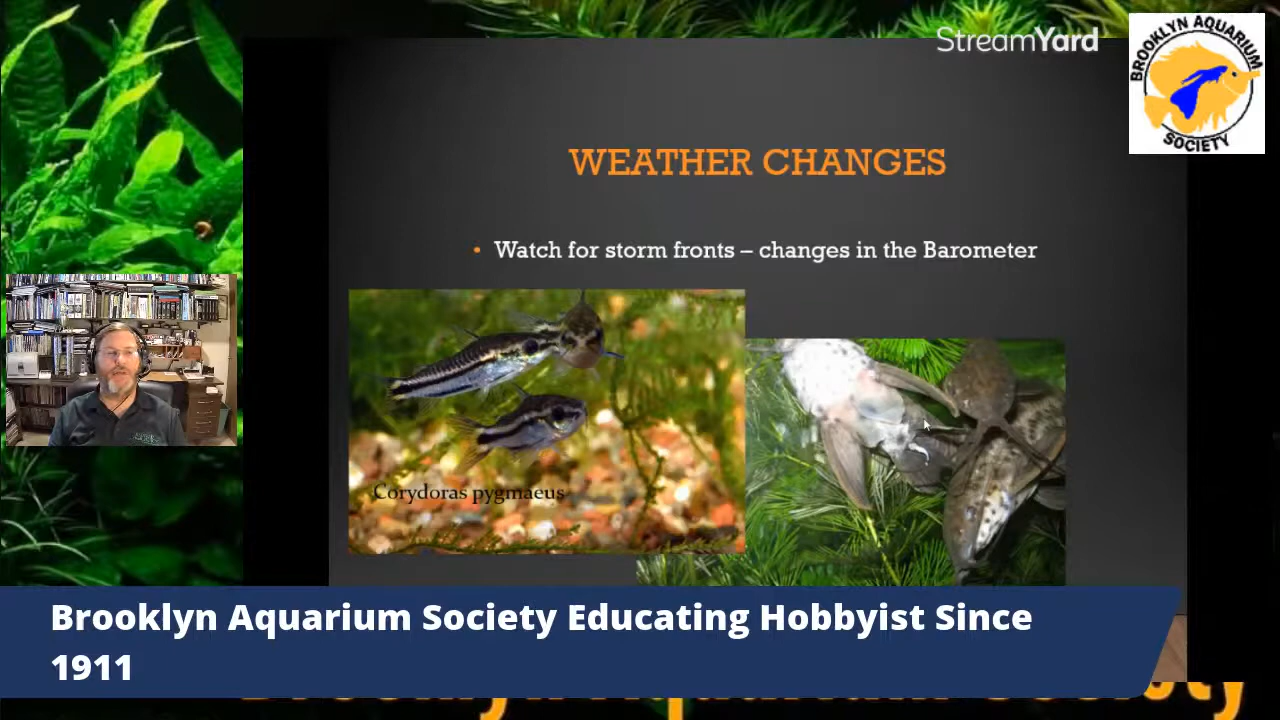 StreamYard
BROOKLYN AQUARIUM
SOCIETY
WEATHER CHANGES
• Watch for storm fronts – changes in the Barometer
Corydoras pygmaeus
Brooklyn Aquarium Society Educating Hobbyist Since
1911